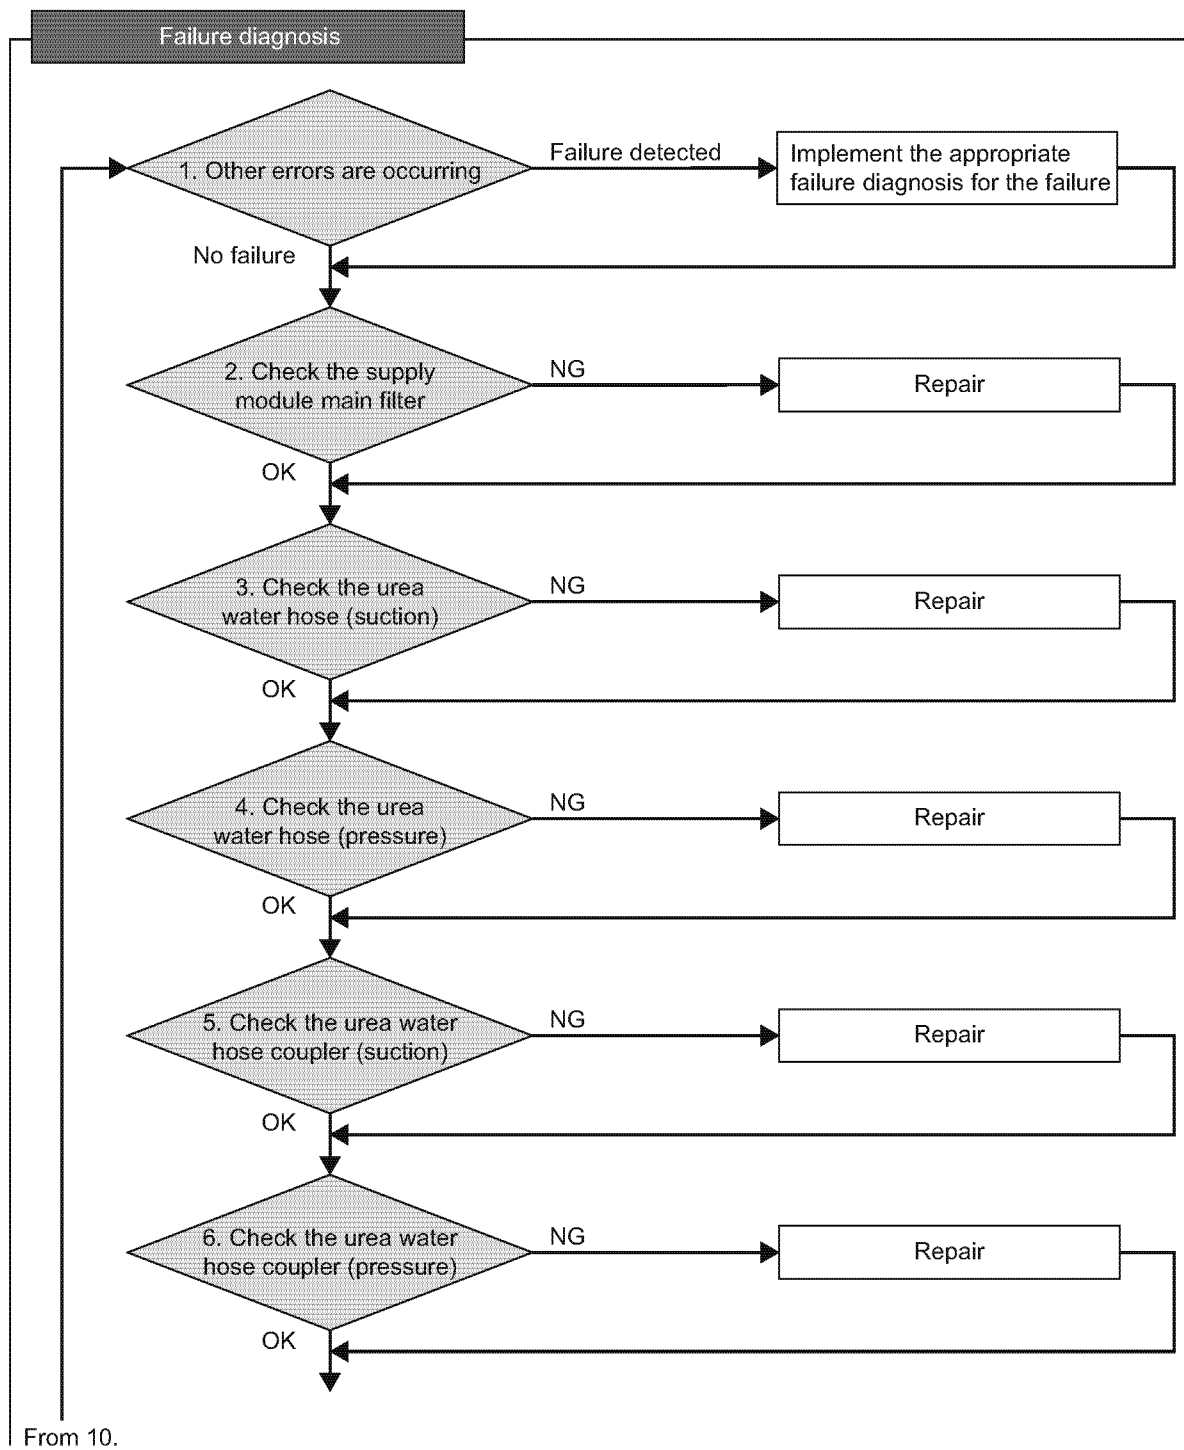 Failure diagnosis
1. Other errors are occurring
Failure detected
Implement the appropriate
failure diagnosis for the failure
No failure
2. Check the supply
module main filter
NG
Repair
OK
3. Check the urea
water hose (suction)
NG
Repair
OK
4. Check the urea
water hose (pressure)
NG
Repair
OK
5. Check the urea water
hose coupler (suction)
NG
Repair
OK
6. Check the urea water
hose coupler (pressure)
NG
Repair
OK
From 10.